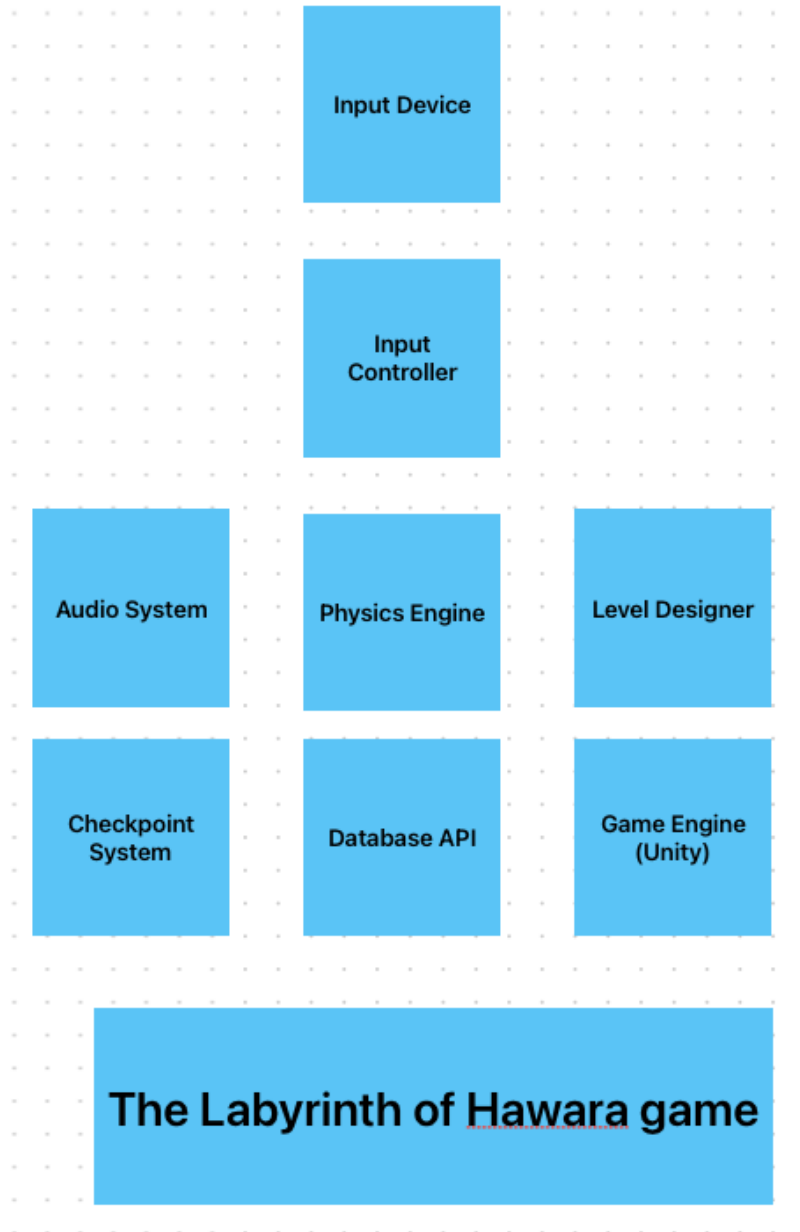 Input Device
Input
Controller
Audio System
Physics Engine
Level Designer
Checkpoint
System
Database API
Game Engine
(Unity)
The Labyrinth of Hawara game